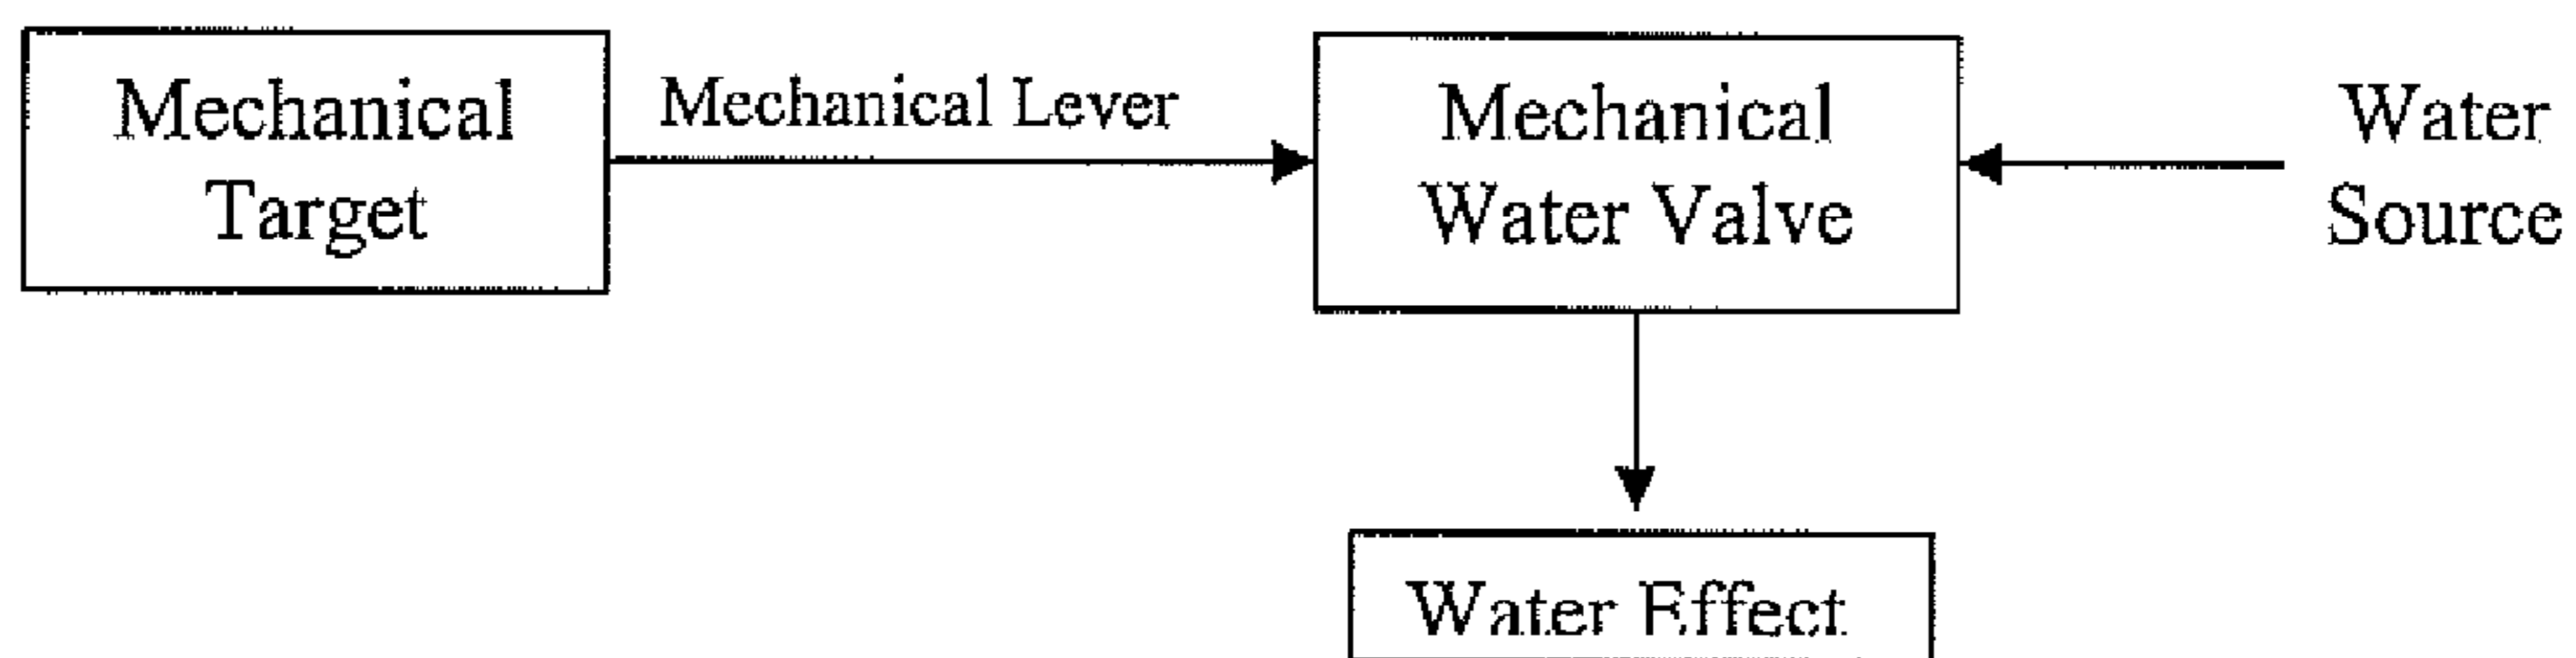 Mechanical
Target
Mechanical Lever
Mechanical
Water Valve
Water
Source
Water Effect